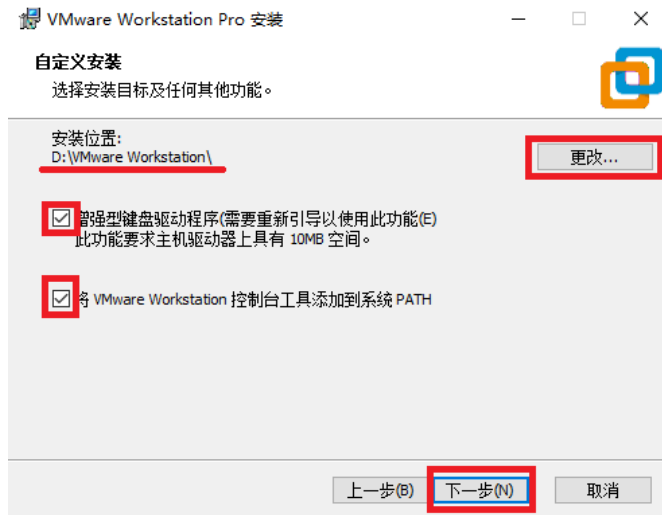 VMware Workstation Pro 安装
自定义安装
选择安装目标及任何其他功能。
安装位置:
D:\VMware Workstation\
更改...
增强型键盘驱动程序(需要重新引导以使用此功能(E)
此功能要求主机驱动器上具有 10MB 空间。
将 VMware Workstation 控制台工具添加到系统 PATH
上一步(B)
下一步(N)
取消